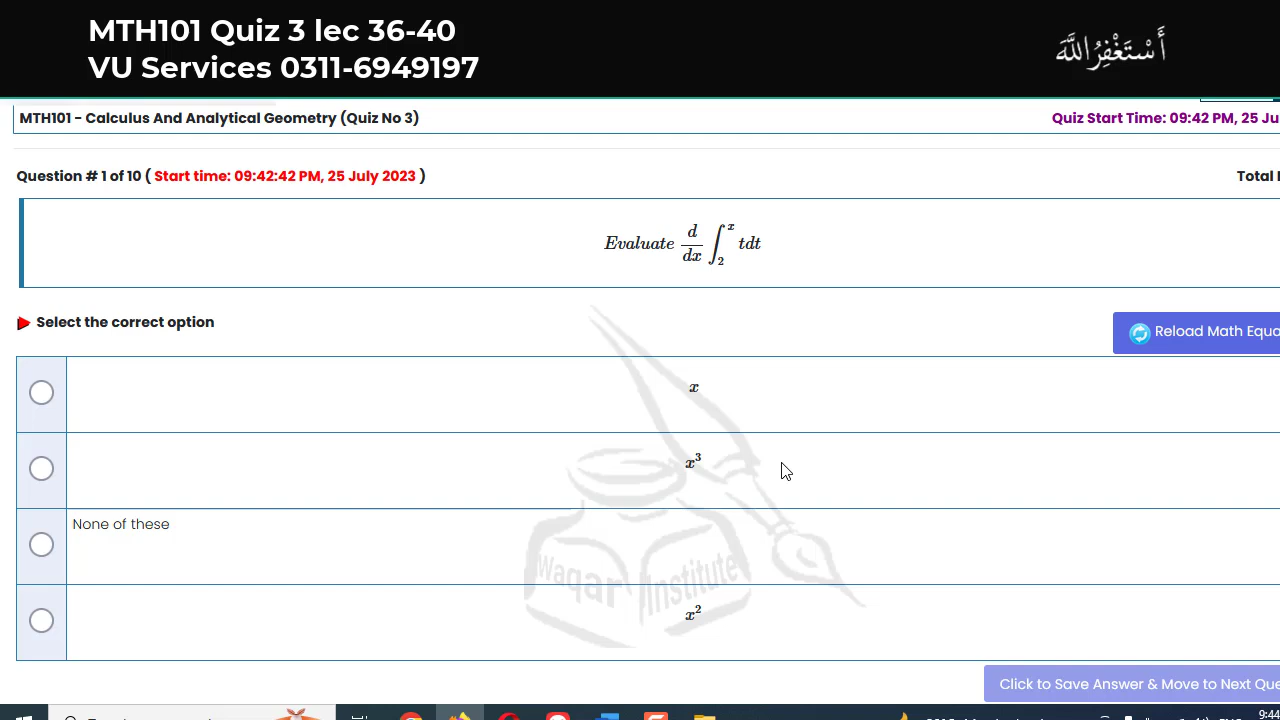 MTH101 Quiz 3 lec 36-40
VU Services 0311-6949197
أَسْتَغْفِرُاللّٰهَ
MTH101 - Calculus And Analytical Geometry (Quiz No 3)
Quiz Start Time: 09:42 PM, 25 Ju
Question # 1 of 10 ( Start time: 09:42:42 PM, 25 July 2023 )
Total
Evaluate d/dx ∫₂ˣ tdt
Select the correct option
Reload Math Equa
x
x³
None of these
Waqar Institute
x²
Click to Save Answer & Move to Next Que
9:44